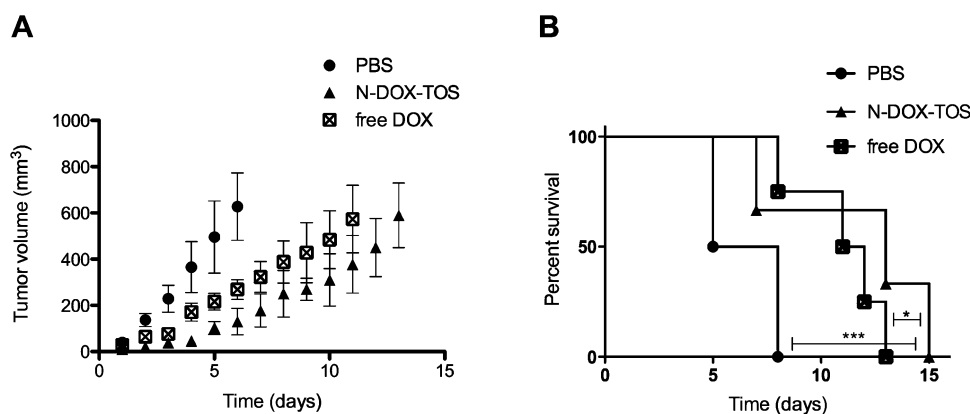 A
PBS
N-DOX-TOS
free DOX
Tumor volume (mm³)
1000
800
600
400
200
0
0
5
10
15
Time (days)
B
PBS
N-DOX-TOS
free DOX
Percent survival
100
50
0
*
***
0
5
10
15
Time (days)